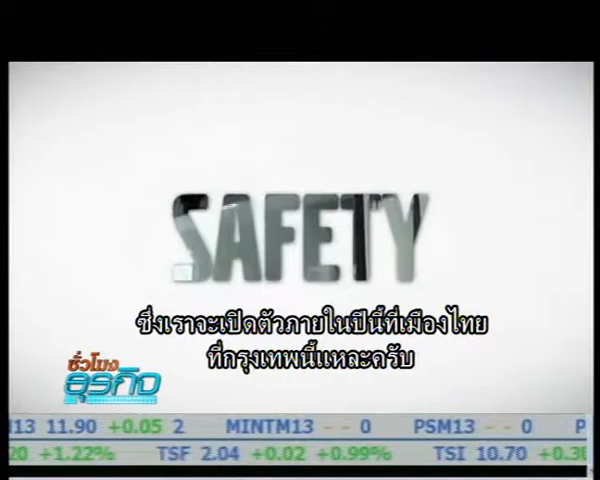 SAFETY
ซึ่งเราจะเปิดตัวภายในปีนี้ที่เมืองไทย
ที่กรุงเทพนี้แหละครับ
ชั่วโมง
ธุรกิจ
13 11.90 +0.05 2 MINTM13 - - 0 PSM13 - - 0 P
20 +1.22% TSF 2.04 +0.02 +0.99% TSI 10.70